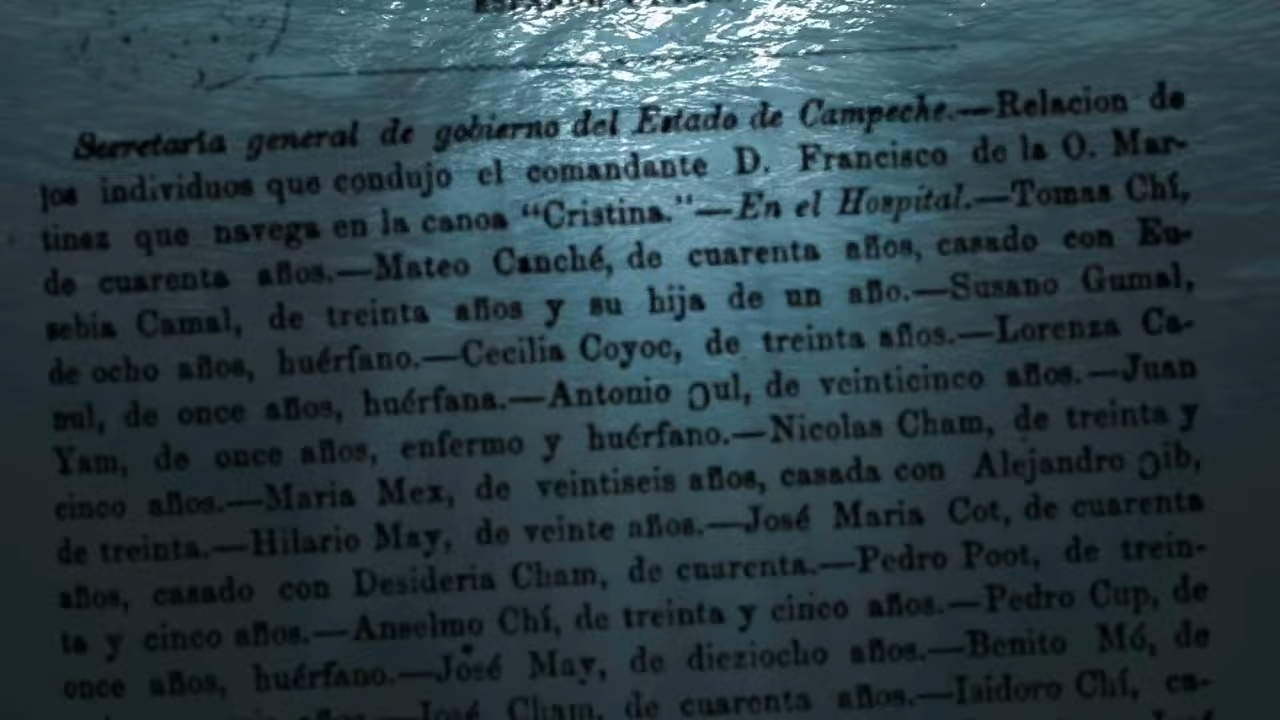 Secretaría general de gobierno del Estado de Campeche.—Relacion de
los individuos que condujo el comandante D. Francisco de la O. Mar-
tinez que navega en la canoa “Cristina.”—En el Hospital.—Tomas Chí,
de cuarenta años.—Mateo Canché, de cuarenta años, casado con Eu-
sebia Camal, de treinta años y su hija de un año.—Susano Gumal,
de ocho años, huérfano.—Cecilia Coyoc, de treinta años.—Lorenza Ca-
mul, de once años, huérfana.—Antonio Ɔul, de veinticinco años.—Juan
Yam, de once años, enfermo y huérfano.—Nicolas Cham, de treinta y
cinco años.—Maria Mex, de veintiseis años, casada con Alejandro Ɔib,
de treinta.—Hilario May, de veinte años.—José Maria Cot, de cuarenta
años, casado con Desideria Cham, de cuarenta.—Pedro Poot, de trein-
ta y cinco años.—Anselmo Chí, de treinta y cinco años.—Pedro Cup, de
once años, huérfano.—José May, de dieziocho años.—Benito Mó, de
años.—José Cham, de cuarenta años.—Isidoro Chí, ca-